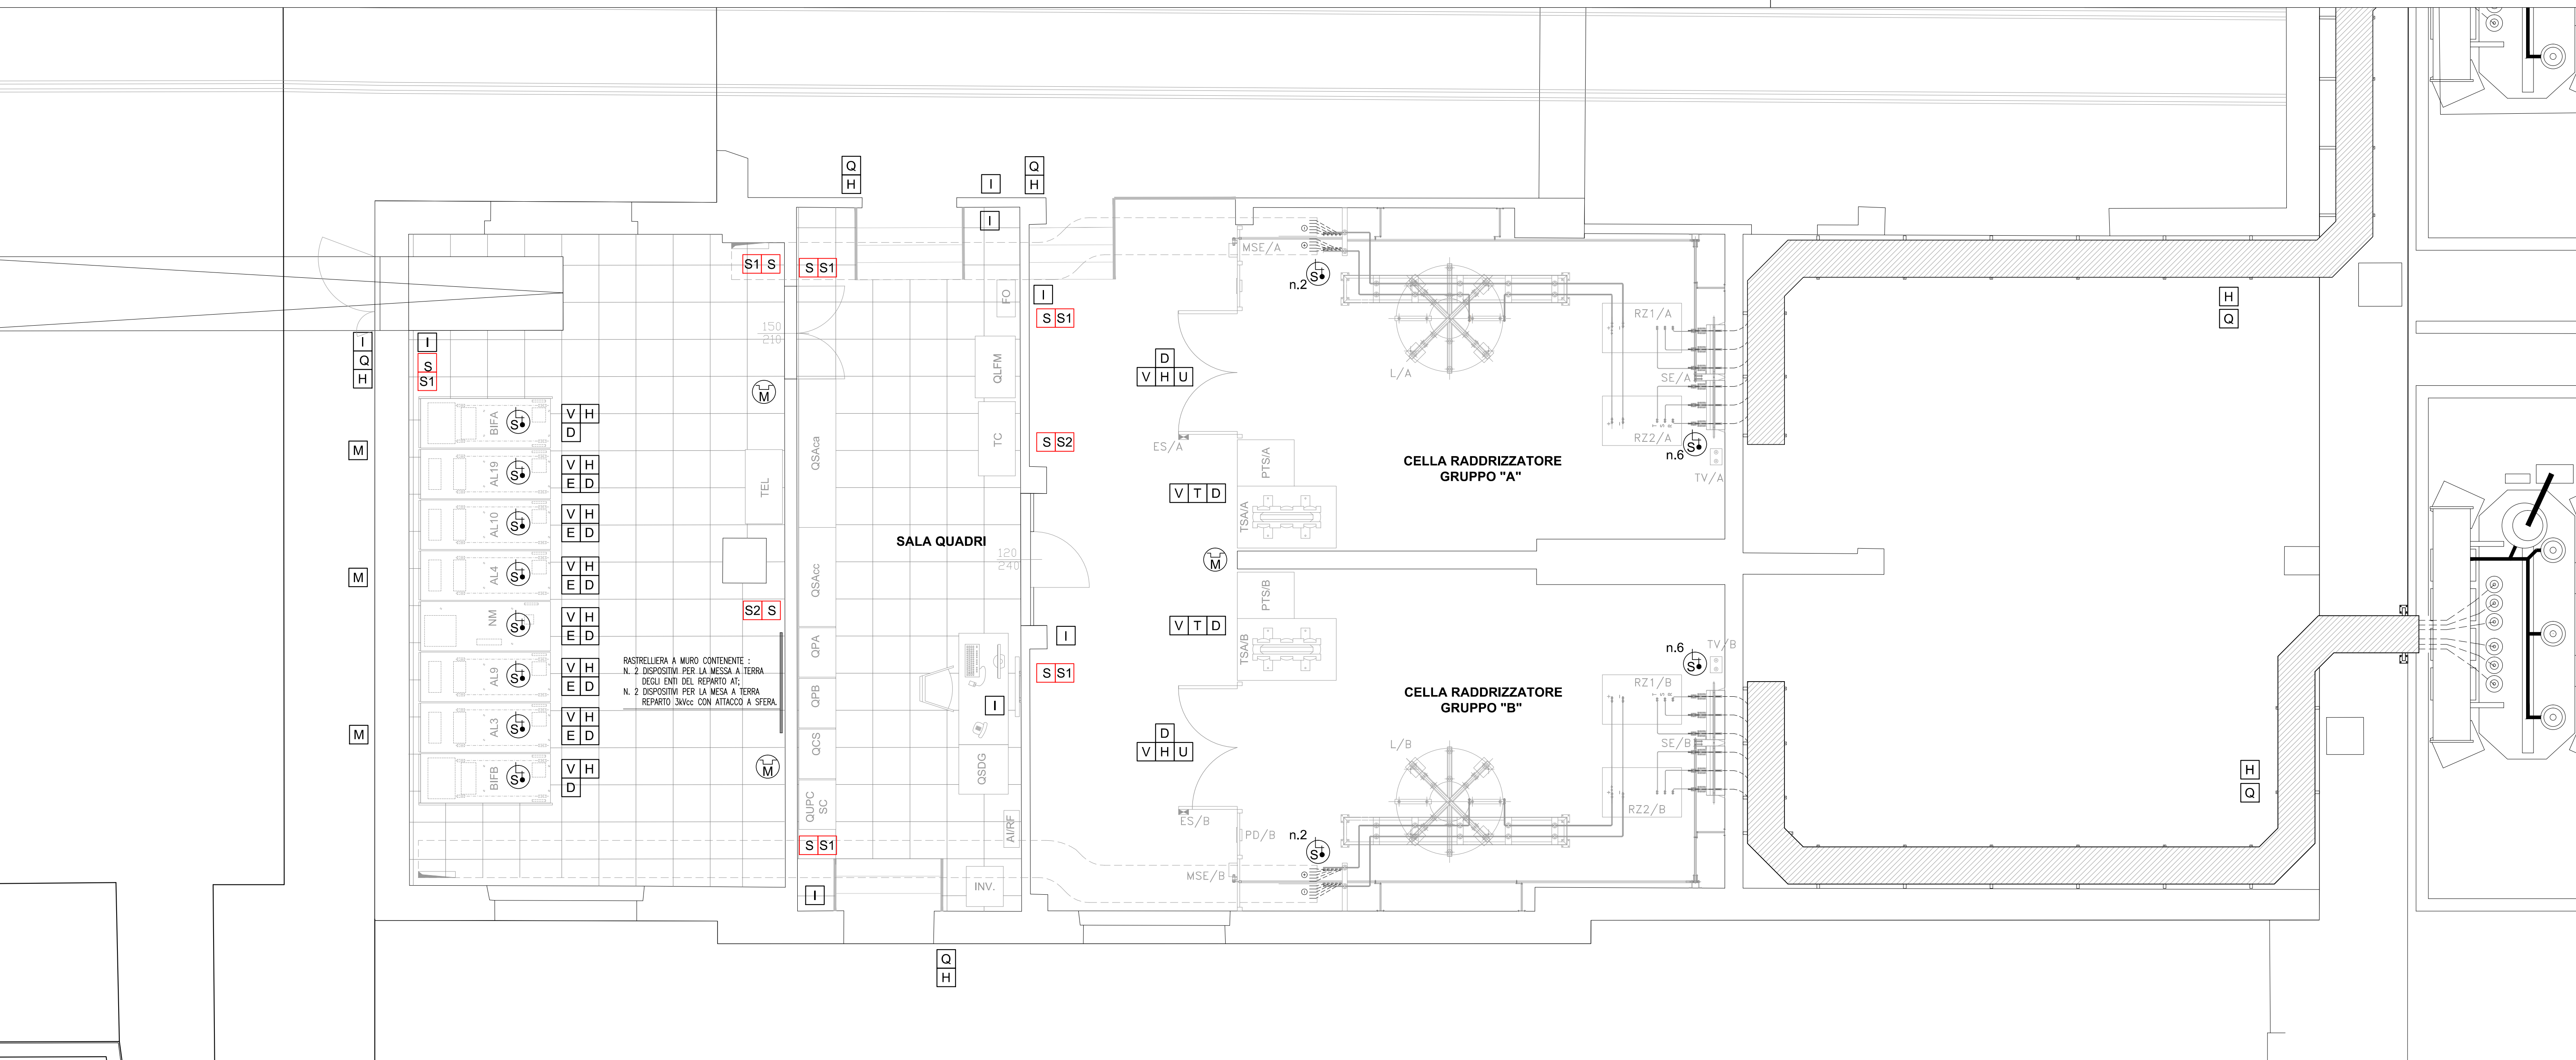 Q
H
Q
H
I
I
MSE/A
S1 S
S S1
n.2
S
FO
I
S S1
H
Q
RZ1/A
150
210
I
Q
H
I
S
S1
QLFM
D
V H U
L/A
SE/A
M
BIFA
S
V H
D
QSAca
TC
S S2
ES/A
RZ2/A
T S R
S
n.6
M
AL19
S
V H
E D
TEL
PTS/A
CELLA RADDRIZZATORE
GRUPPO "A"
TV/A
V T D
AL10
S
V H
E D
TSA/A
SALA QUADRI
120
240
M
M
AL4
S
V H
E D
QSAcc
PTS/B
NM
S
V H
E D
S2 S
V T D
I
QPA
TSA/B
n.6
S
TV/B
RASTRELLIERA A MURO CONTENENTE :
N. 2 DISPOSITIVI PER LA MESSA A TERRA
DEGLI ENTI DEL REPARTO AT;
N. 2 DISPOSITIVI PER LA MESA A TERRA
REPARTO 3kVcc CON ATTACCO A SFERA.
AL9
S
V H
E D
S S1
RZ1/B
T S R
QPB
I
CELLA RADDRIZZATORE
GRUPPO "B"
M
AL3
S
V H
E D
QCS
D
V H U
L/B
SE/B
BIFB
S
V H
D
M
QSDG
H
Q
QUPC
SC
RZ2/B
AI/RF
ES/B
PD/B
n.2
S
S S1
MSE/B
INV.
I
Q
H